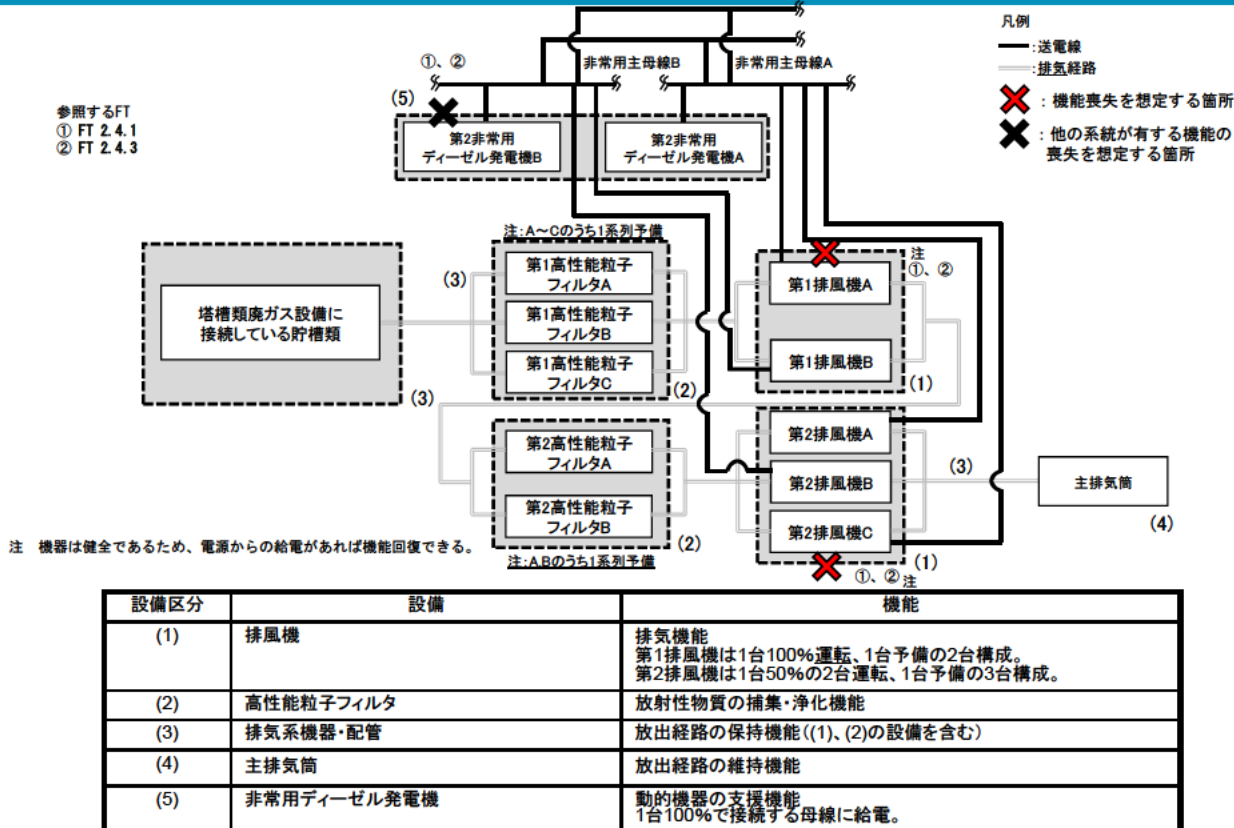 凡例
:送電線
:排気経路
:機能喪失を想定する箇所
:他の系統が有する機能の
喪失を想定する箇所
参照するFT
① FT 2.4.1
② FT 2.4.3
①、②
非常用主母線B
非常用主母線A
(5)
第2非常用
ディーゼル発電機B
第2非常用
ディーゼル発電機A
注:A~Cのうち1系列予備
塔槽類廃ガス設備に
接続している貯槽類
(3)
(3)
第1高性能粒子
フィルタA
第1高性能粒子
フィルタB
第1高性能粒子
フィルタC
(2)
注
①、②
第1排風機A
第1排風機B
(1)
第2高性能粒子
フィルタA
第2高性能粒子
フィルタB
(2)
注:A,Bのうち1系列予備
第2排風機A
第2排風機B
第2排風機C
(1)
①、②注
(3)
主排気筒
(4)
注 機器は健全であるため、電源からの給電があれば機能回復できる。
設備区分 設備 機能
(1) 排風機 排気機能
第1排風機は1台100%運転、1台予備の2台構成。
第2排風機は1台50%の2台運転、1台予備の3台構成。
(2) 高性能粒子フィルタ 放射性物質の捕集・浄化機能
(3) 排気系機器・配管 放出経路の保持機能((1)、(2)の設備を含む)
(4) 主排気筒 放出経路の維持機能
(5) 非常用ディーゼル発電機 動的機器の支援機能
1台100%で接続する母線に給電。